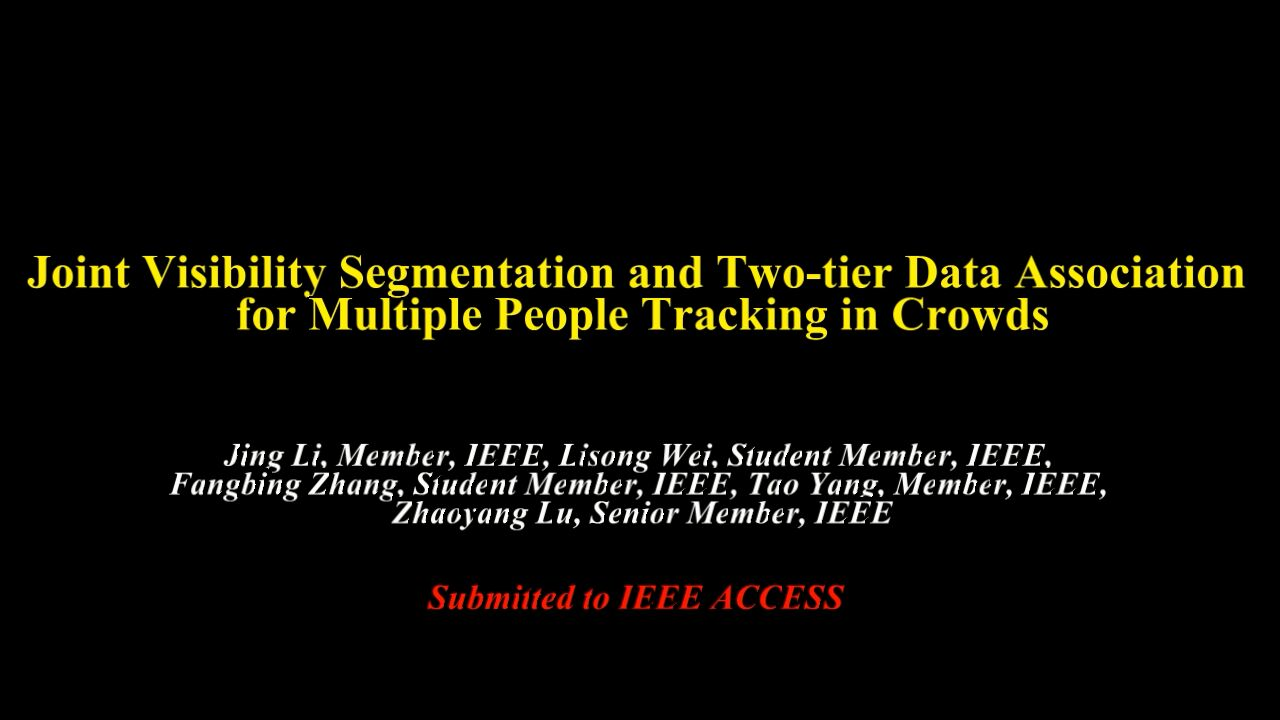 Joint Visibility Segmentation and Two-tier Data Association
for Multiple People Tracking in Crowds
Jing Li, Member, IEEE, Lisong Wei, Student Member, IEEE,
Fangbing Zhang, Student Member, IEEE, Tao Yang, Member, IEEE,
Zhaoyang Lu, Senior Member, IEEE
Submitted to IEEE ACCESS